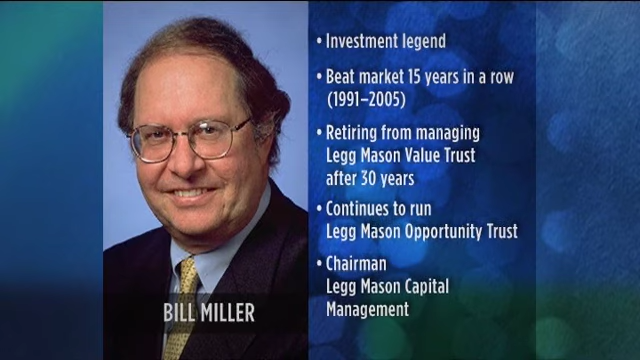 BILL MILLER
• Investment legend
• Beat market 15 years in a row
(1991–2005)
• Retiring from managing
Legg Mason Value Trust
after 30 years
• Continues to run
Legg Mason Opportunity Trust
• Chairman
Legg Mason Capital
Management